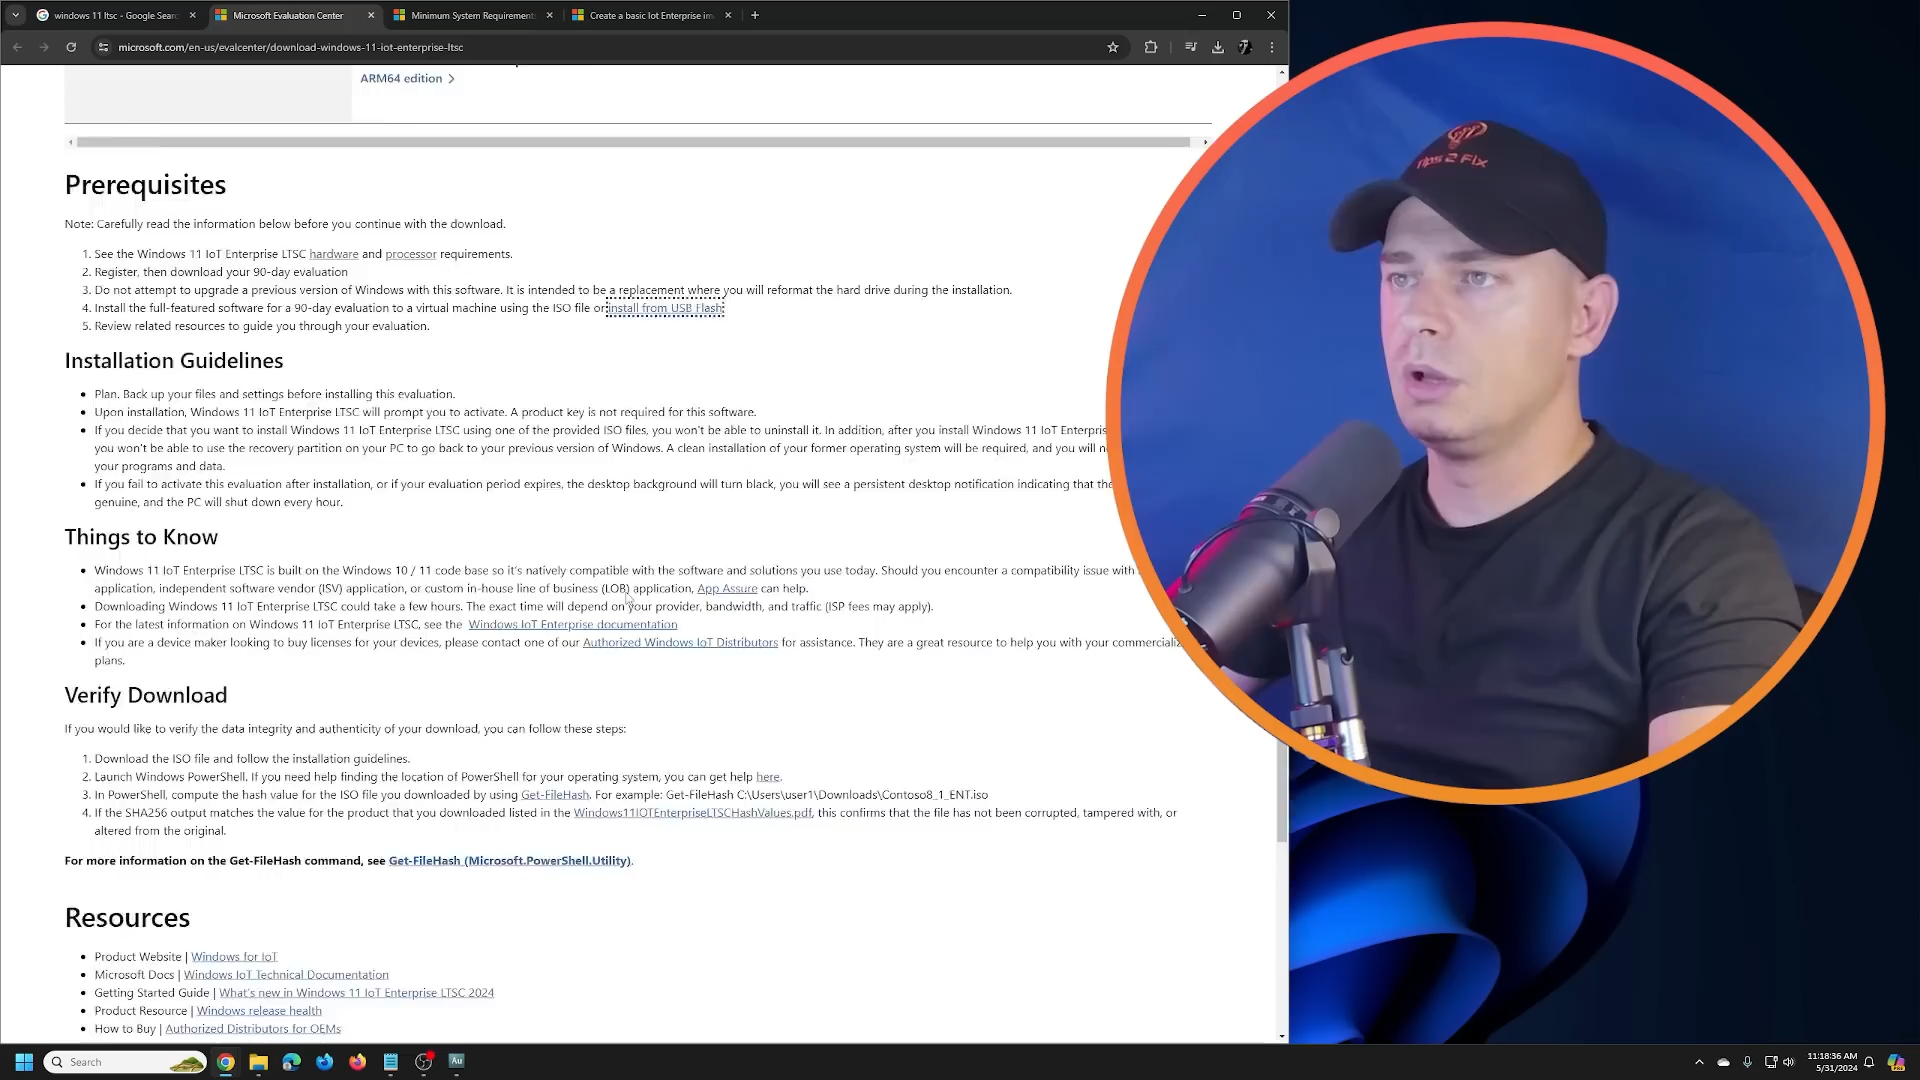 windows 11 ltsc - Google Sear
Microsoft Evaluation Center
Minimum System Requirement
Create a basic Iot Enterprise im
microsoft.com/en-us/evalcenter/download-windows-11-iot-enterprise-ltsc
ARM64 edition
Prerequisites
Note: Carefully read the information below before you continue with the download.
1. See the Windows 11 IoT Enterprise LTSC hardware and processor requirements.
2. Register, then download your 90-day evaluation
3. Do not attempt to upgrade a previous version of Windows with this software. It is intended to be a replacement where you will reformat the hard drive during the installation.
4. Install the full-featured software for a 90-day evaluation to a virtual machine using the ISO file or install from USB Flash
5. Review related resources to guide you through your evaluation.
Installation Guidelines
Plan. Back up your files and settings before installing this evaluation.
Upon installation, Windows 11 IoT Enterprise LTSC will prompt you to activate. A product key is not required for this software.
If you decide that you want to install Windows 11 IoT Enterprise LTSC using one of the provided ISO files, you won't be able to uninstall it. In addition, after you install Windows 11 IoT Enterpris
you won't be able to use the recovery partition on your PC to go back to your previous version of Windows. A clean installation of your former operating system will be required, and you will n
your programs and data.
If you fail to activate this evaluation after installation, or if your evaluation period expires, the desktop background will turn black, you will see a persistent desktop notification indicating that the
genuine, and the PC will shut down every hour.
Things to Know
Windows 11 IoT Enterprise LTSC is built on the Windows 10 / 11 code base so it's natively compatible with the software and solutions you use today. Should you encounter a compatibility issue with
application, independent software vendor (ISV) application, or custom in-house line of business (LOB) application, App Assure can help.
Downloading Windows 11 IoT Enterprise LTSC could take a few hours. The exact time will depend on your provider, bandwidth, and traffic (ISP fees may apply).
For the latest information on Windows 11 IoT Enterprise LTSC, see the Windows IoT Enterprise documentation
If you are a device maker looking to buy licenses for your devices, please contact one of our Authorized Windows IoT Distributors for assistance. They are a great resource to help you with your commerciali
plans.
Verify Download
If you would like to verify the data integrity and authenticity of your download, you can follow these steps:
1. Download the ISO file and follow the installation guidelines.
2. Launch Windows PowerShell. If you need help finding the location of PowerShell for your operating system, you can get help here.
3. In PowerShell, compute the hash value for the ISO file you downloaded by using Get-FileHash. For example: Get-FileHash C:\Users\user1\Downloads\Contoso8_1_ENT.iso
4. If the SHA256 output matches the value for the product that you downloaded listed in the Windows11IOTEnterpriseLTSCHashValues.pdf, this confirms that the file has not been corrupted, tampered with, or
altered from the original.
For more information on the Get-FileHash command, see Get-FileHash (Microsoft.PowerShell.Utility).
Resources
Product Website | Windows for IoT
Microsoft Docs | Windows IoT Technical Documentation
Getting Started Guide | What's new in Windows 11 IoT Enterprise LTSC 2024
Product Resource | Windows release health
How to Buy | Authorized Distributors for OEMs
TIPS 2 FIX
Search
Au
11:18:36 AM
5/31/2024